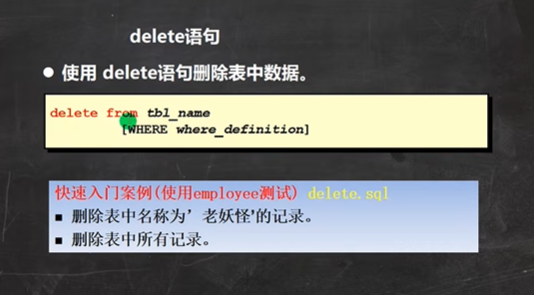 delete语句
● 使用 delete语句删除表中数据。
delete from tbl_name
[WHERE where_definition]
快速入门案例(使用employee测试) delete.sql
■ 删除表中名称为’老妖怪'的记录。
■ 删除表中所有记录。